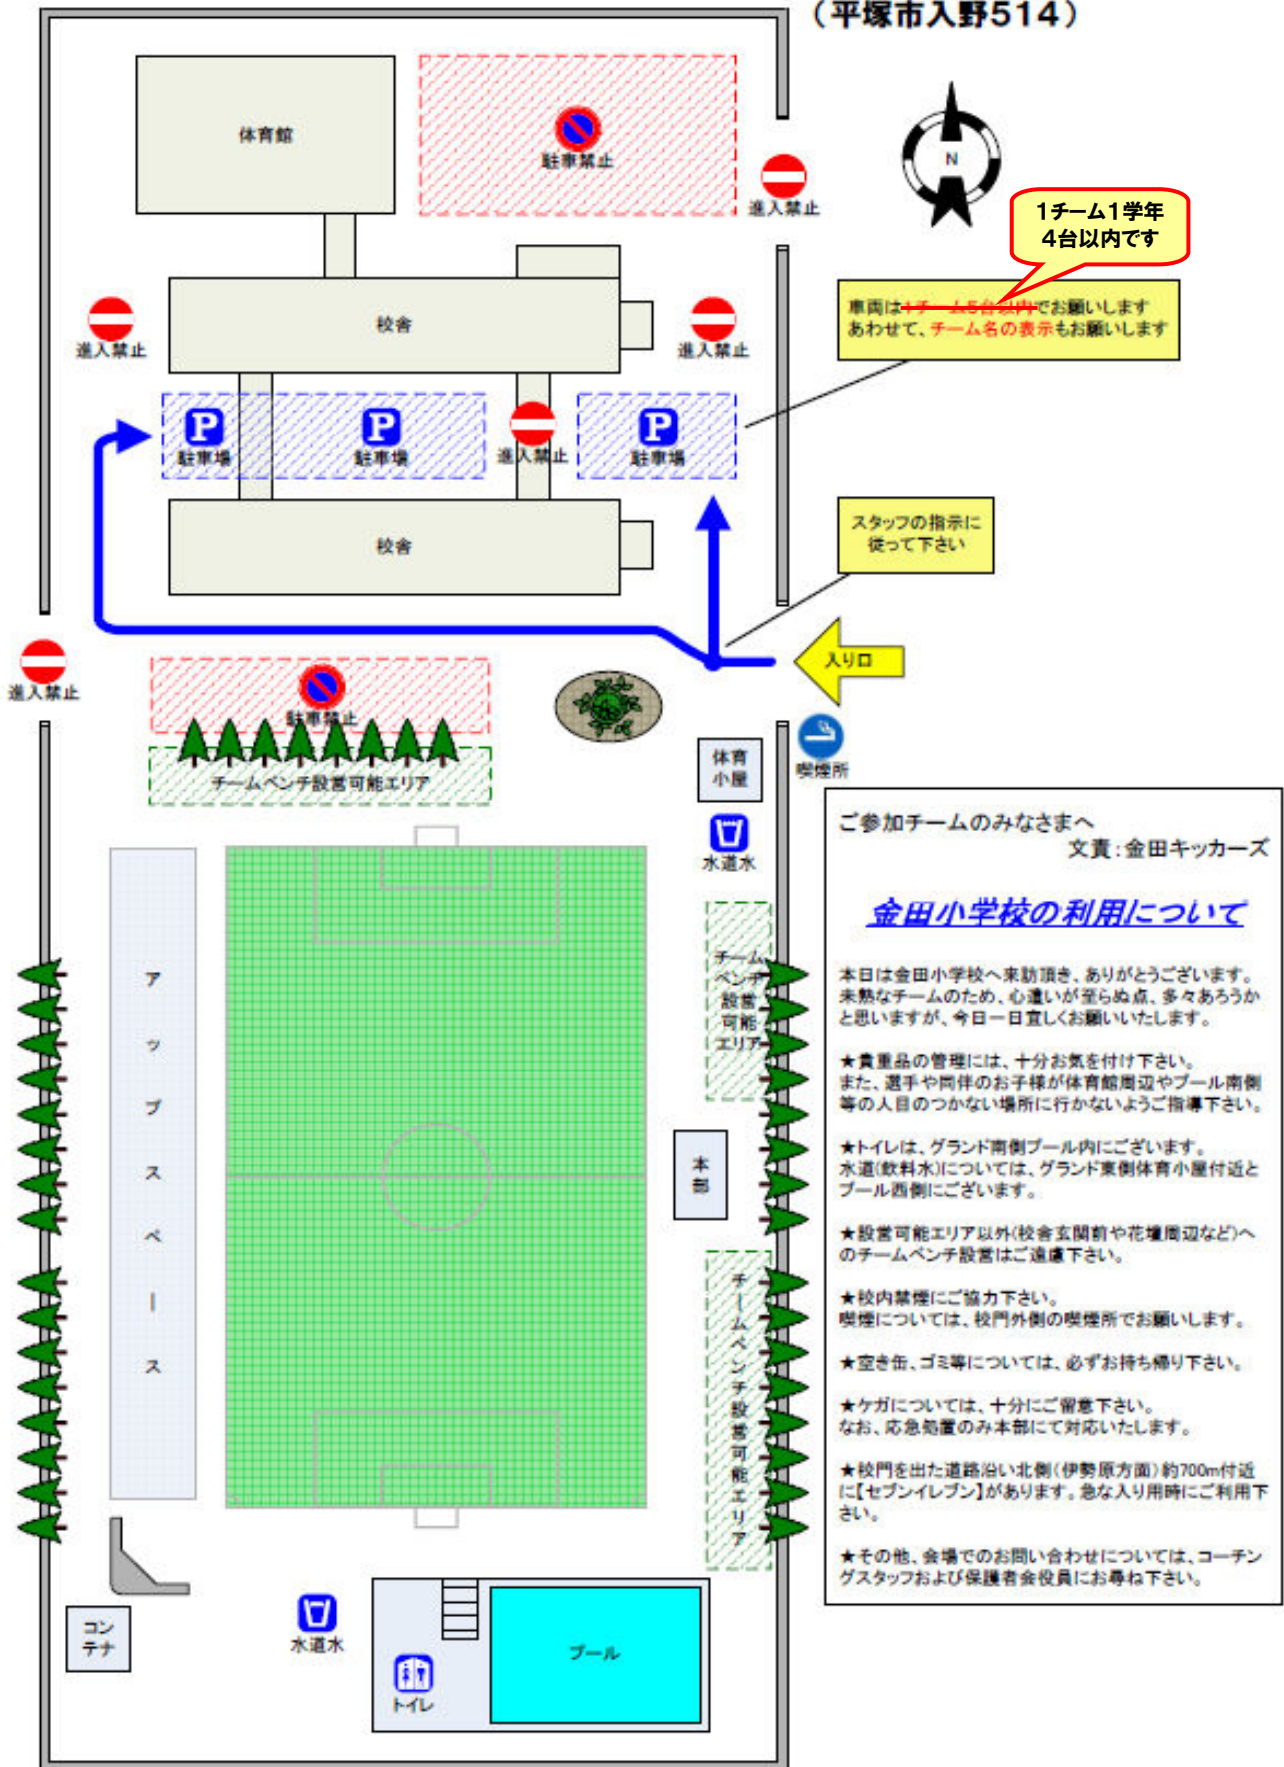 （平塚市入野514）
体育館
駐車禁止
進入禁止
N
1チーム1学年
4台以内です
車両は1チーム5台以内でお願いします
あわせて、チーム名の表示もお願いします
進入禁止
校舎
進入禁止
P
駐車場
P
駐車場
進入禁止
P
駐車場
校舎
スタッフの指示に
従って下さい
入り口
進入禁止
駐車禁止
チームベンチ設営可能エリア
体育
小屋
喫煙所
水道水
ご参加チームのみなさまへ
文責：金田キッカーズ
金田小学校の利用について
本日は金田小学校へ来訪頂き、ありがとうございます。
未熟なチームのため、心遣いが至らぬ点、多々あろうか
と思いますが、今日一日宜しくお願いいたします。
★貴重品の管理には、十分お気を付け下さい。
また、選手や同伴のお子様が体育館周辺やプール南側
等の人目のつかない場所に行かないようご指導下さい。
★トイレは、グランド南側プール内にございます。
水道(飲料水)については、グランド東側体育小屋付近と
プール西側にございます。
★設営可能エリア以外(校舎玄関前や花壇周辺など)へ
のチームベンチ設営はご遠慮下さい。
★校内禁煙にご協力下さい。
喫煙については、校門外側の喫煙所でお願いします。
★空き缶、ゴミ等については、必ずお持ち帰り下さい。
★ケガについては、十分にご留意下さい。
なお、応急処置のみ本部にて対応いたします。
★校門を出た道路沿い北側（伊勢原方面）約700m付近
に【セブンイレブン】があります。急な入り用時にご利用下
さい。
★その他、会場でのお問い合わせについては、コーチン
グスタッフおよび保護者会役員にお尋ね下さい。
アップスペース
チーム
ベンチ
設営
可能
エリア
本
部
チームベンチ設営可能エリア
コン
テナ
水道水
トイレ
プール